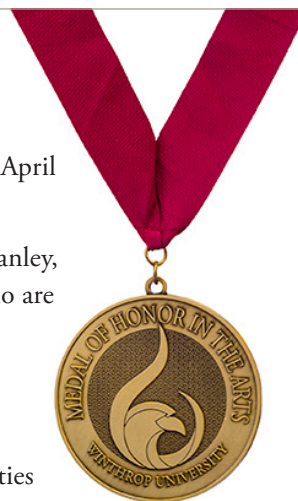 April
anley,
o are
MEDAL OF HONOR IN THE ARTS
WINTHROP UNIVERSITY
ties